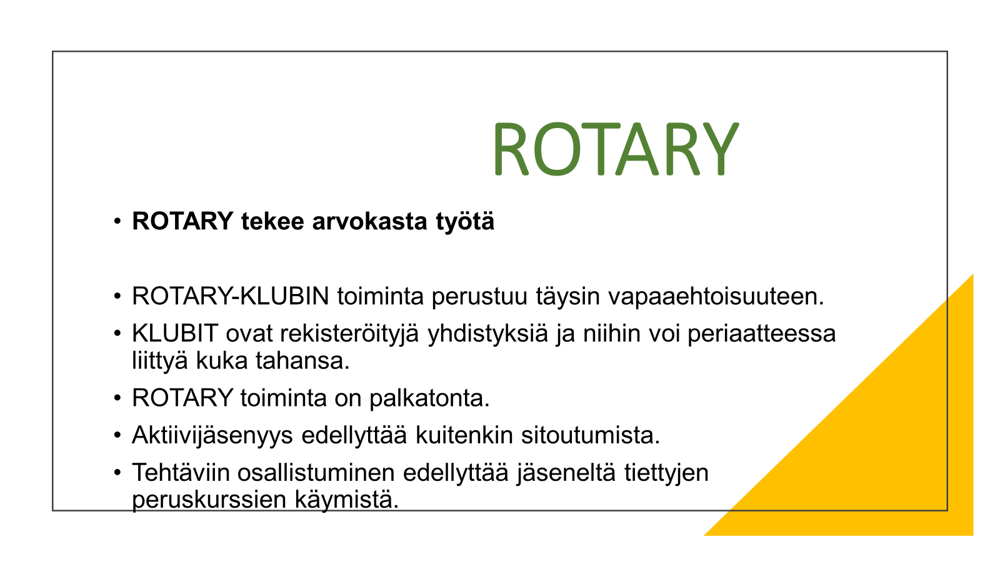 ROTARY
• ROTARY tekee arvokasta työtä
• ROTARY-KLUBIN toiminta perustuu täysin vapaaehtoisuuteen.
• KLUBIT ovat rekisteröityjä yhdistyksiä ja niihin voi periaatteessa
liittyä kuka tahansa.
• ROTARY toiminta on palkatonta.
• Aktiivijäsenyys edellyttää kuitenkin sitoutumista.
• Tehtäviin osallistuminen edellyttää jäseneltä tiettyjen
peruskurssien käymistä.